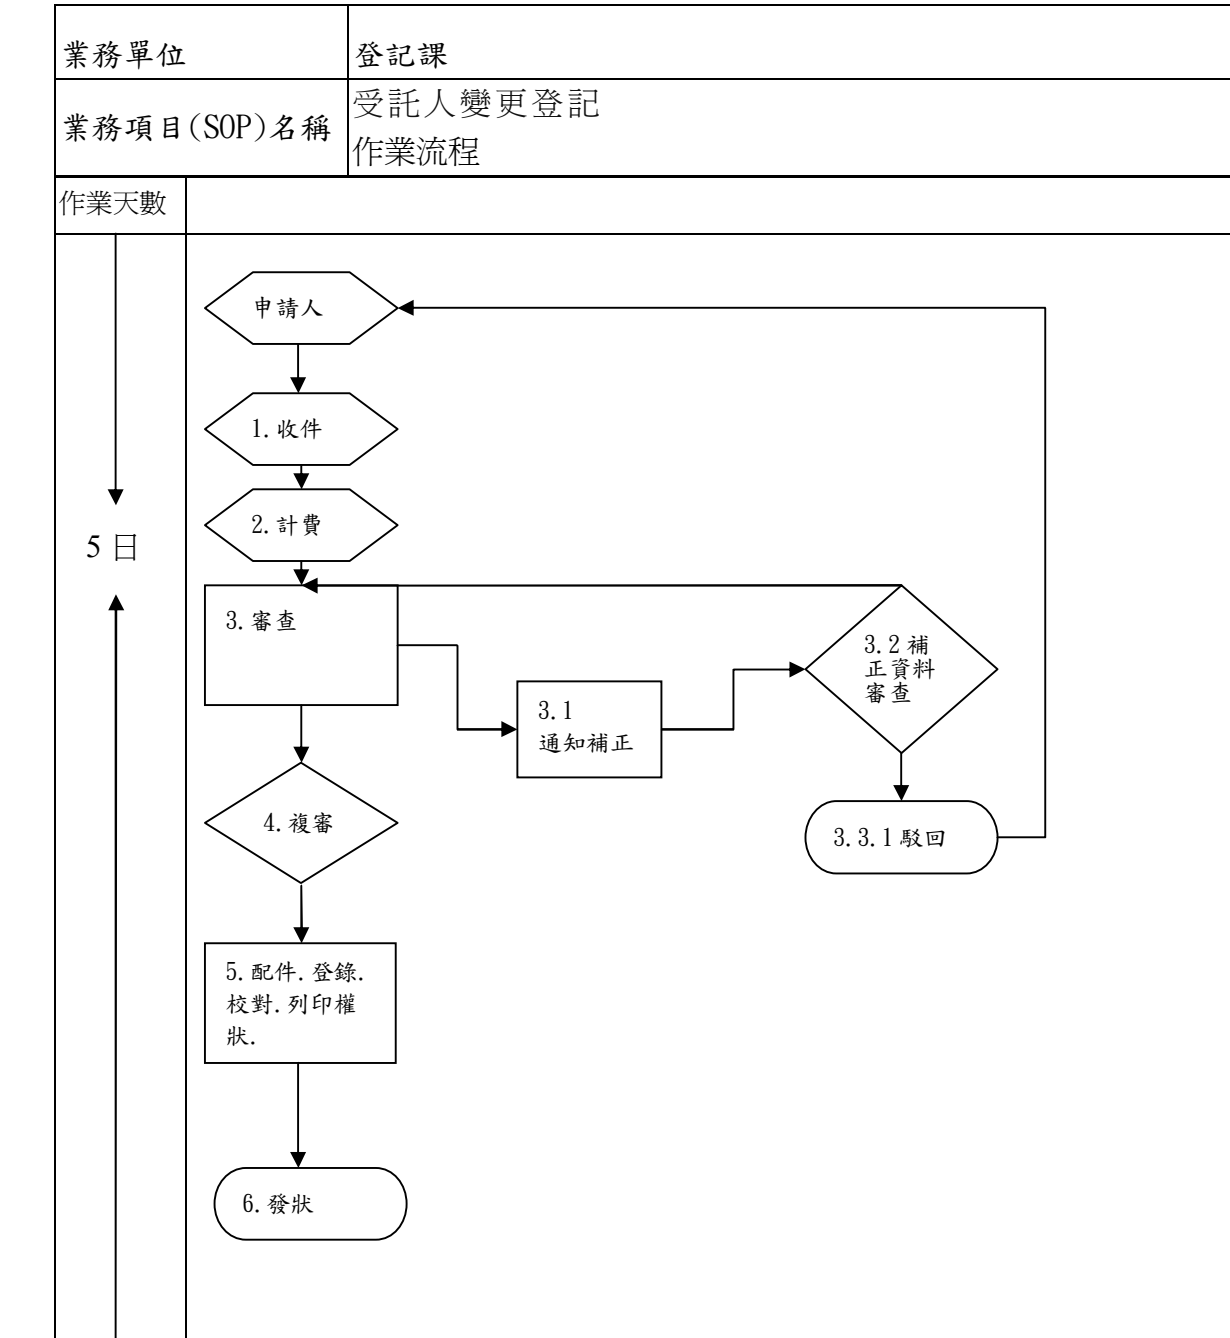 業務單位
登記課
業務項目(SOP)名稱
受託人變更登記
作業流程
作業天數
5日
申請人
1.收件
2.計費
3.審查
3.1
通知補正
3.2補
正資料
審查
3.3.1駁回
4.複審
5.配件.登錄.
校對.列印權
狀.
6.發狀